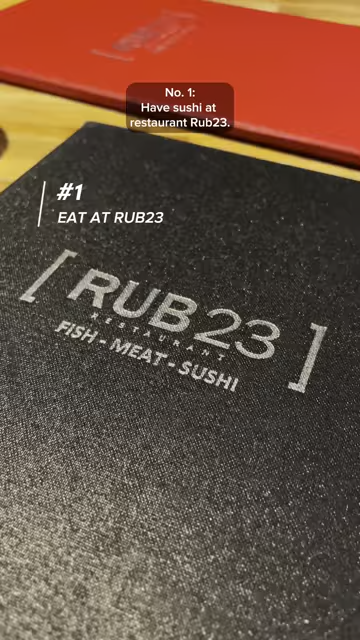 No. 1:
Have sushi at
restaurant Rub23.
#1
EAT AT RUB23
[RUB23]
RESTAURANT
FISH - MEAT - SUSHI